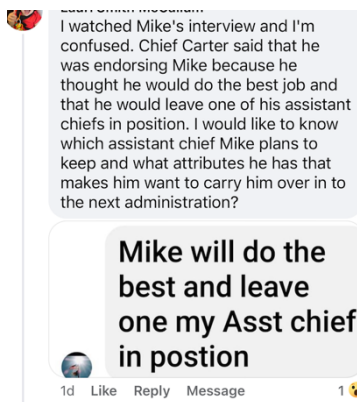 I watched Mike's interview and I'm
confused. Chief Carter said that he
was endorsing Mike because he
thought he would do the best job and
that he would leave one of his assistant
chiefs in position. I would like to know
which assistant chief Mike plans to
keep and what attributes he has that
makes him want to carry him over in to
the next administration?
Mike will do the
best and leave
one my Asst chief
in postion
1d Like Reply Message 1